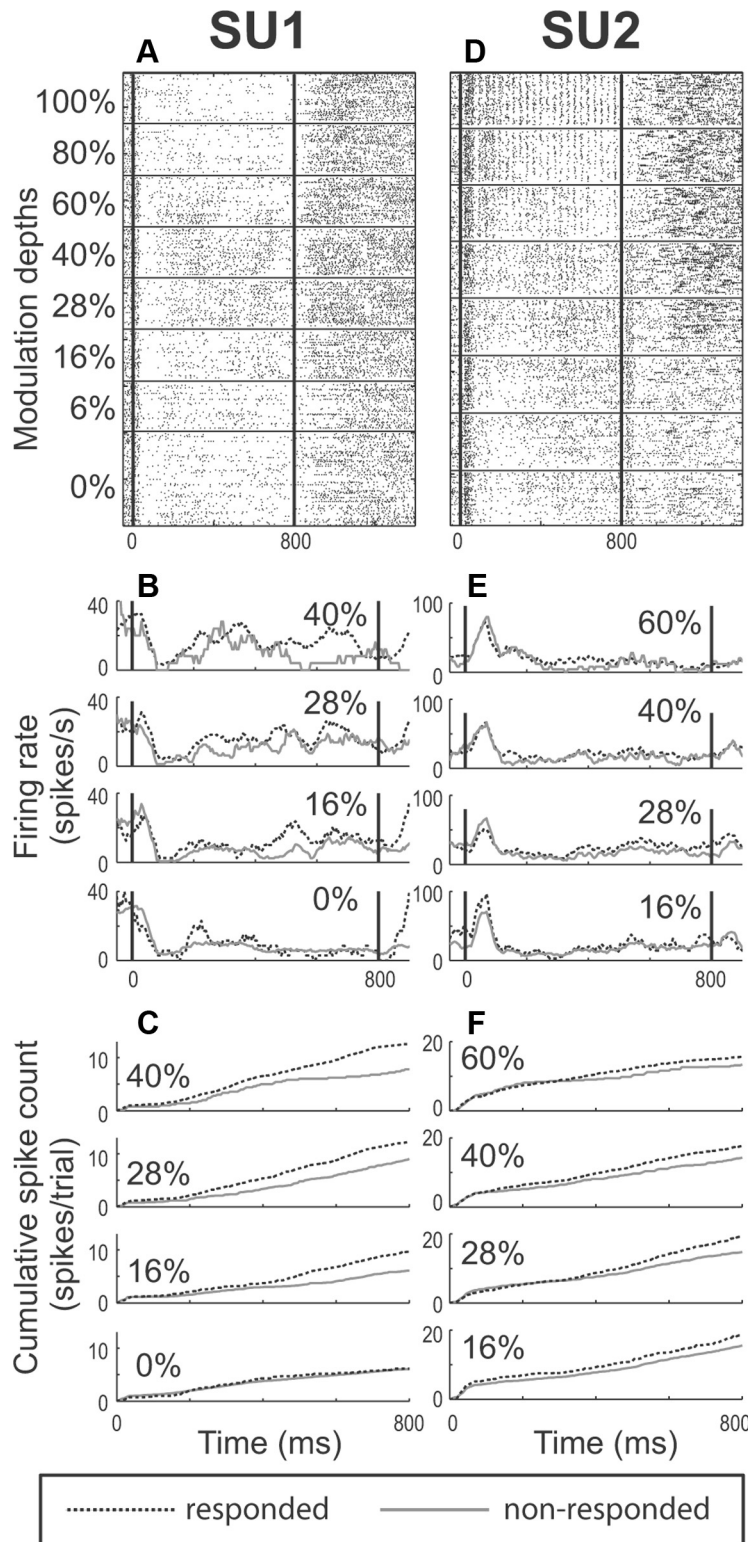 SU1 SU2
A D
Modulation depths
100%
80%
60%
40%
28%
16%
6%
0%
0 800 0 800
B E
Firing rate
(spikes/s)
40 40% 0
40 28% 0
40 16% 0
40 0% 0
0 800
100 60% 0
100 40% 0
100 28% 0
100 16% 0
0 800
C F
Cumulative spike count
(spikes/trial)
10 40% 0
10 28% 0
10 16% 0
10 0% 0
0 800
Time (ms)
20 60% 0
20 40% 0
20 28% 0
20 16% 0
0 800
Time (ms)
responded non-responded